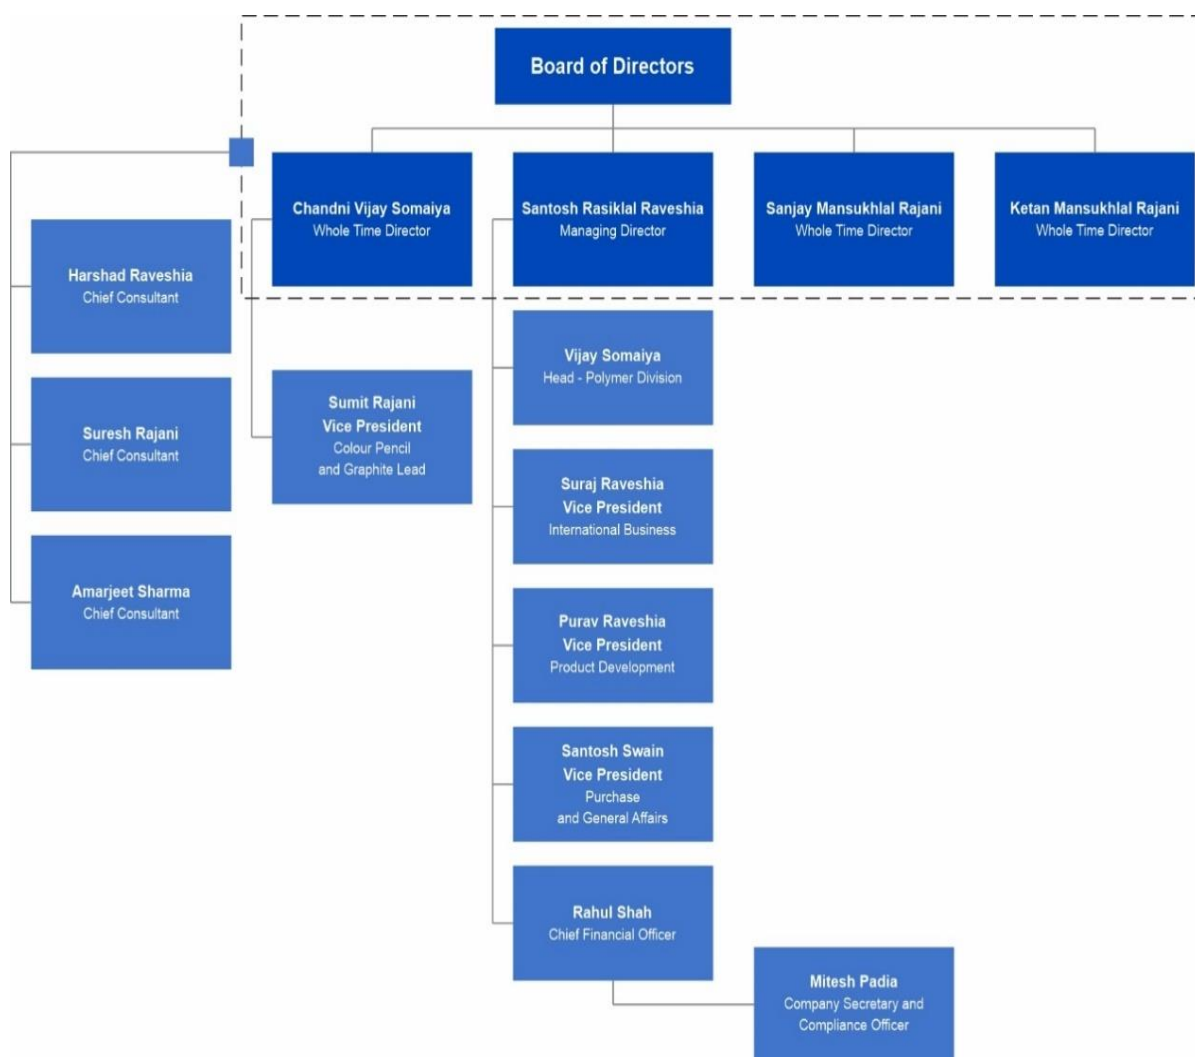 Board of Directors
Chandni Vijay Somaiya
Whole Time Director
Santosh Rasiklal Raveshia
Managing Director
Sanjay Mansukhlal Rajani
Whole Time Director
Ketan Mansukhlal Rajani
Whole Time Director
Harshad Raveshia
Chief Consultant
Suresh Rajani
Chief Consultant
Amarjeet Sharma
Chief Consultant
Sumit Rajani
Vice President
Colour Pencil
and Graphite Lead
Vijay Somaiya
Head - Polymer Division
Suraj Raveshia
Vice President
International Business
Purav Raveshia
Vice President
Product Development
Santosh Swain
Vice President
Purchase
and General Affairs
Rahul Shah
Chief Financial Officer
Mitesh Padia
Company Secretary and
Compliance Officer